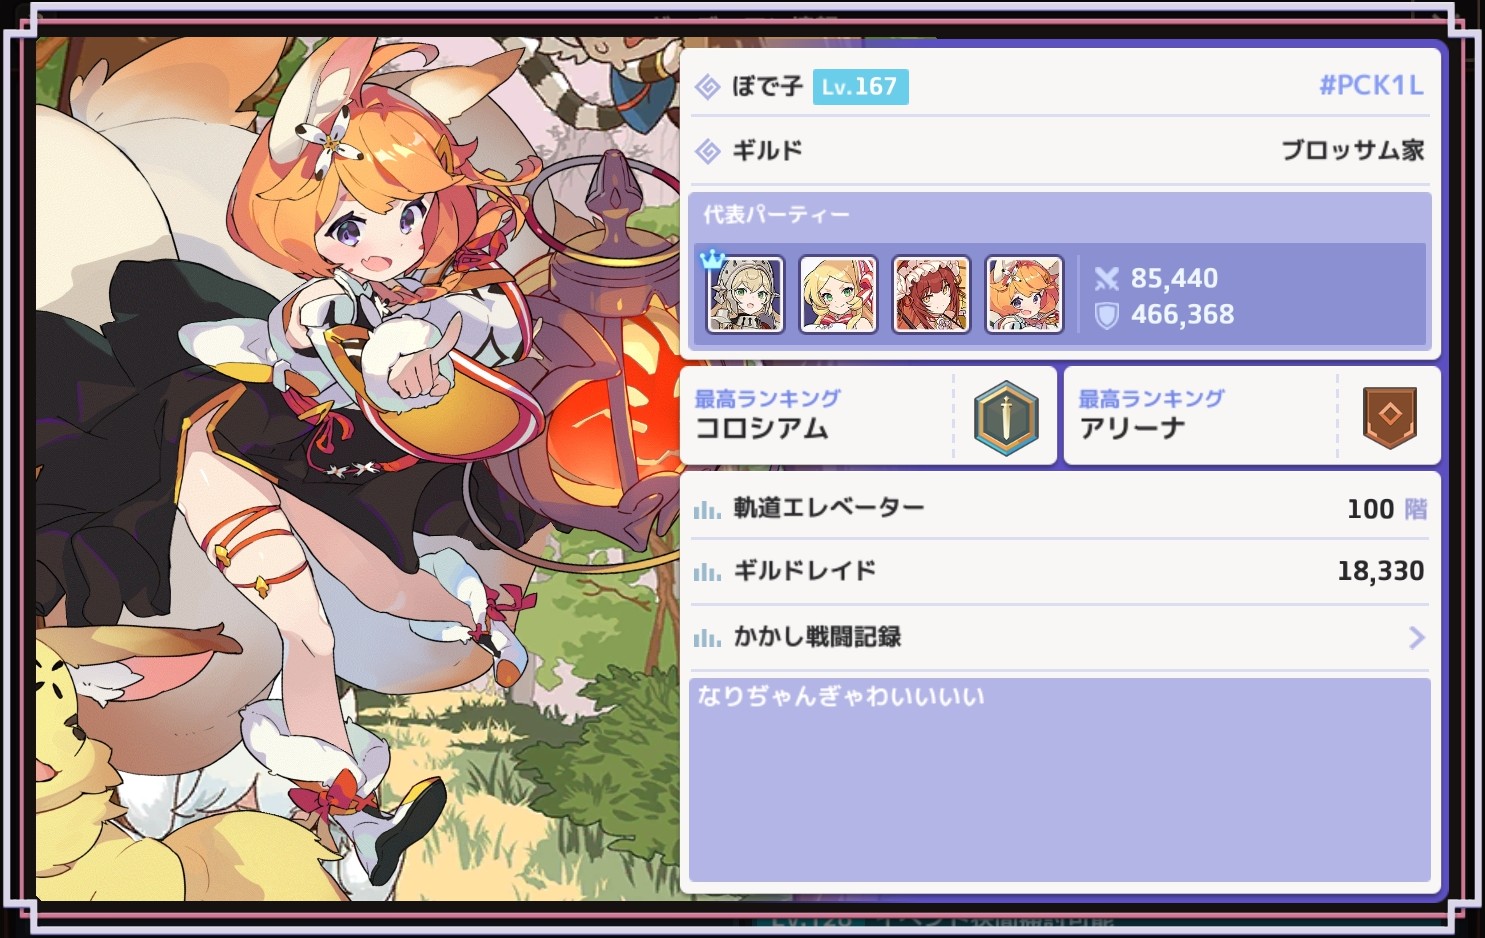 ぼで子 Lv.167 #PCK1L
ギルド ブロッサム家
代表パーティー
85,440
466,368
最高ランキング
コロシアム
最高ランキング
アリーナ
軌道エレベーター 100 階
ギルドレイド 18,330
かかし戦闘記録
なりぢゃんぎゃわいいいい